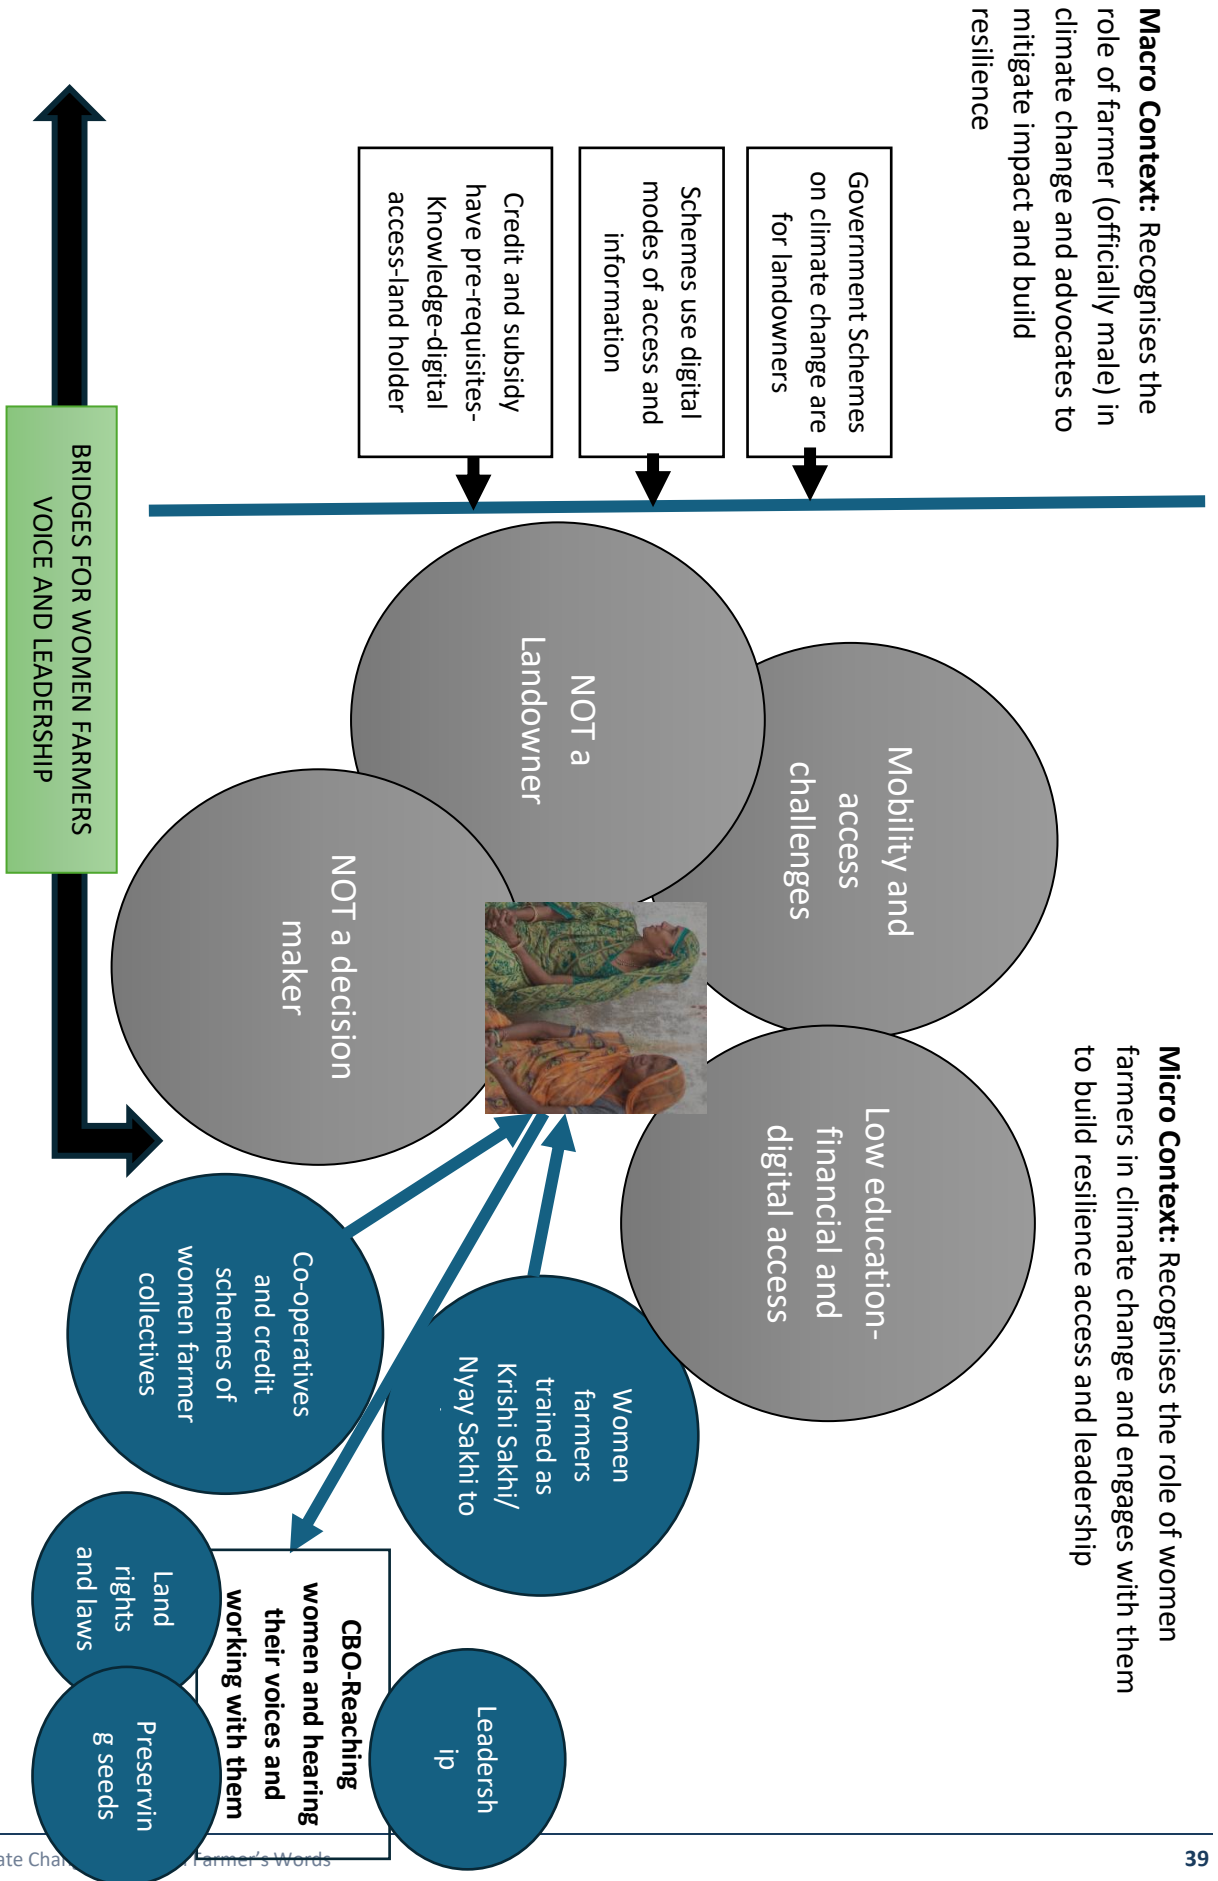 Macro Context: Recognises the
role of farmer (officially male) in
climate change and advocates to
mitigate impact and build
resilience
Government Schemes
on climate change are
for landowners
Schemes use digital
modes of access and
information
Credit and subsidy
have pre-requisites-
Knowledge-digital
access-land holder
Micro Context: Recognises the role of women
farmers in climate change and engages with them
to build resilience access and leadership
Mobility and
access
challenges
NOT a
Landowner
NOT a decision
maker
Low education-
financial and
digital access
Women
farmers
trained as
Krishi Sakhi/
Nyay Sakhi to
Co-operatives
and credit
schemes of
women farmer
collectives
Leadersh
ip
CBO-Reaching
women and hearing
their voices and
working with them
Land
rights
and laws
Preservin
g seeds
BRIDGES FOR WOMEN FARMERS
VOICE AND LEADERSHIP
Farmer's Words
39